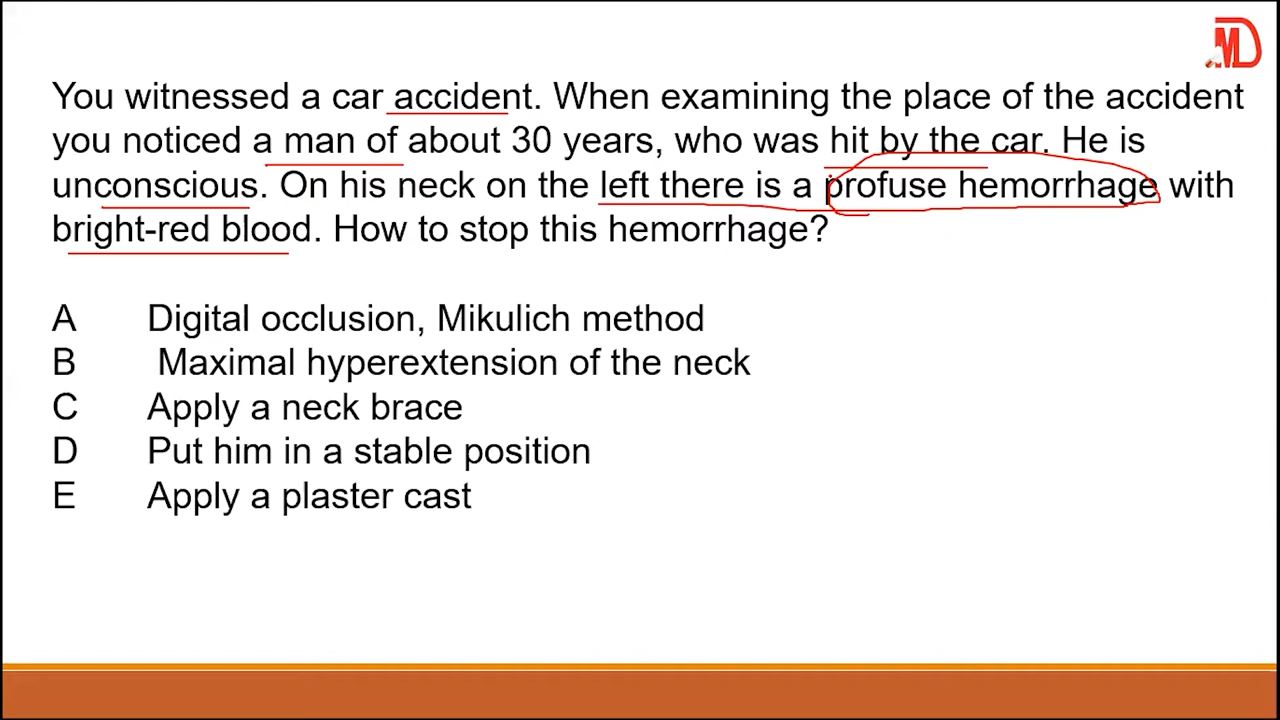 MD
You witnessed a car accident. When examining the place of the accident
you noticed a man of about 30 years, who was hit by the car. He is
unconscious. On his neck on the left there is a profuse hemorrhage with
bright-red blood. How to stop this hemorrhage?
A Digital occlusion, Mikulich method
B Maximal hyperextension of the neck
C Apply a neck brace
D Put him in a stable position
E Apply a plaster cast